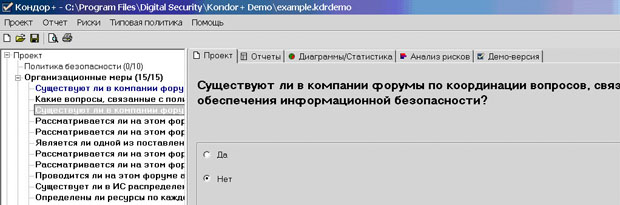 Кондор+ - C:\Program Files\Digital Security\Kondor+ Demo\example.kdrdemo
Проект Отчет Риски Типовая политика Помощь
Проект
Политика безопасности (0/10)
Организационные меры (15/15)
Существуют ли в компании фору
Какие вопросы, связанные с поли
Существуют ли в компании форум
Рассматривается ли на этом фор
Рассматриваются ли на этом фор
Является ли одной из поставлен
Рассматриваются ли на этом фор
Рассматривается ли на этом фор
Проводится ли на этом форуме а
Существует ли в ИС распределен
Определены ли ресурсы по кажд
Проект Отчеты Диаграммы/Статистика Анализ рисков Демо-версия
Существуют ли в компании форумы по координации вопросов, связ
обеспечения информационной безопасности?
Да
Нет